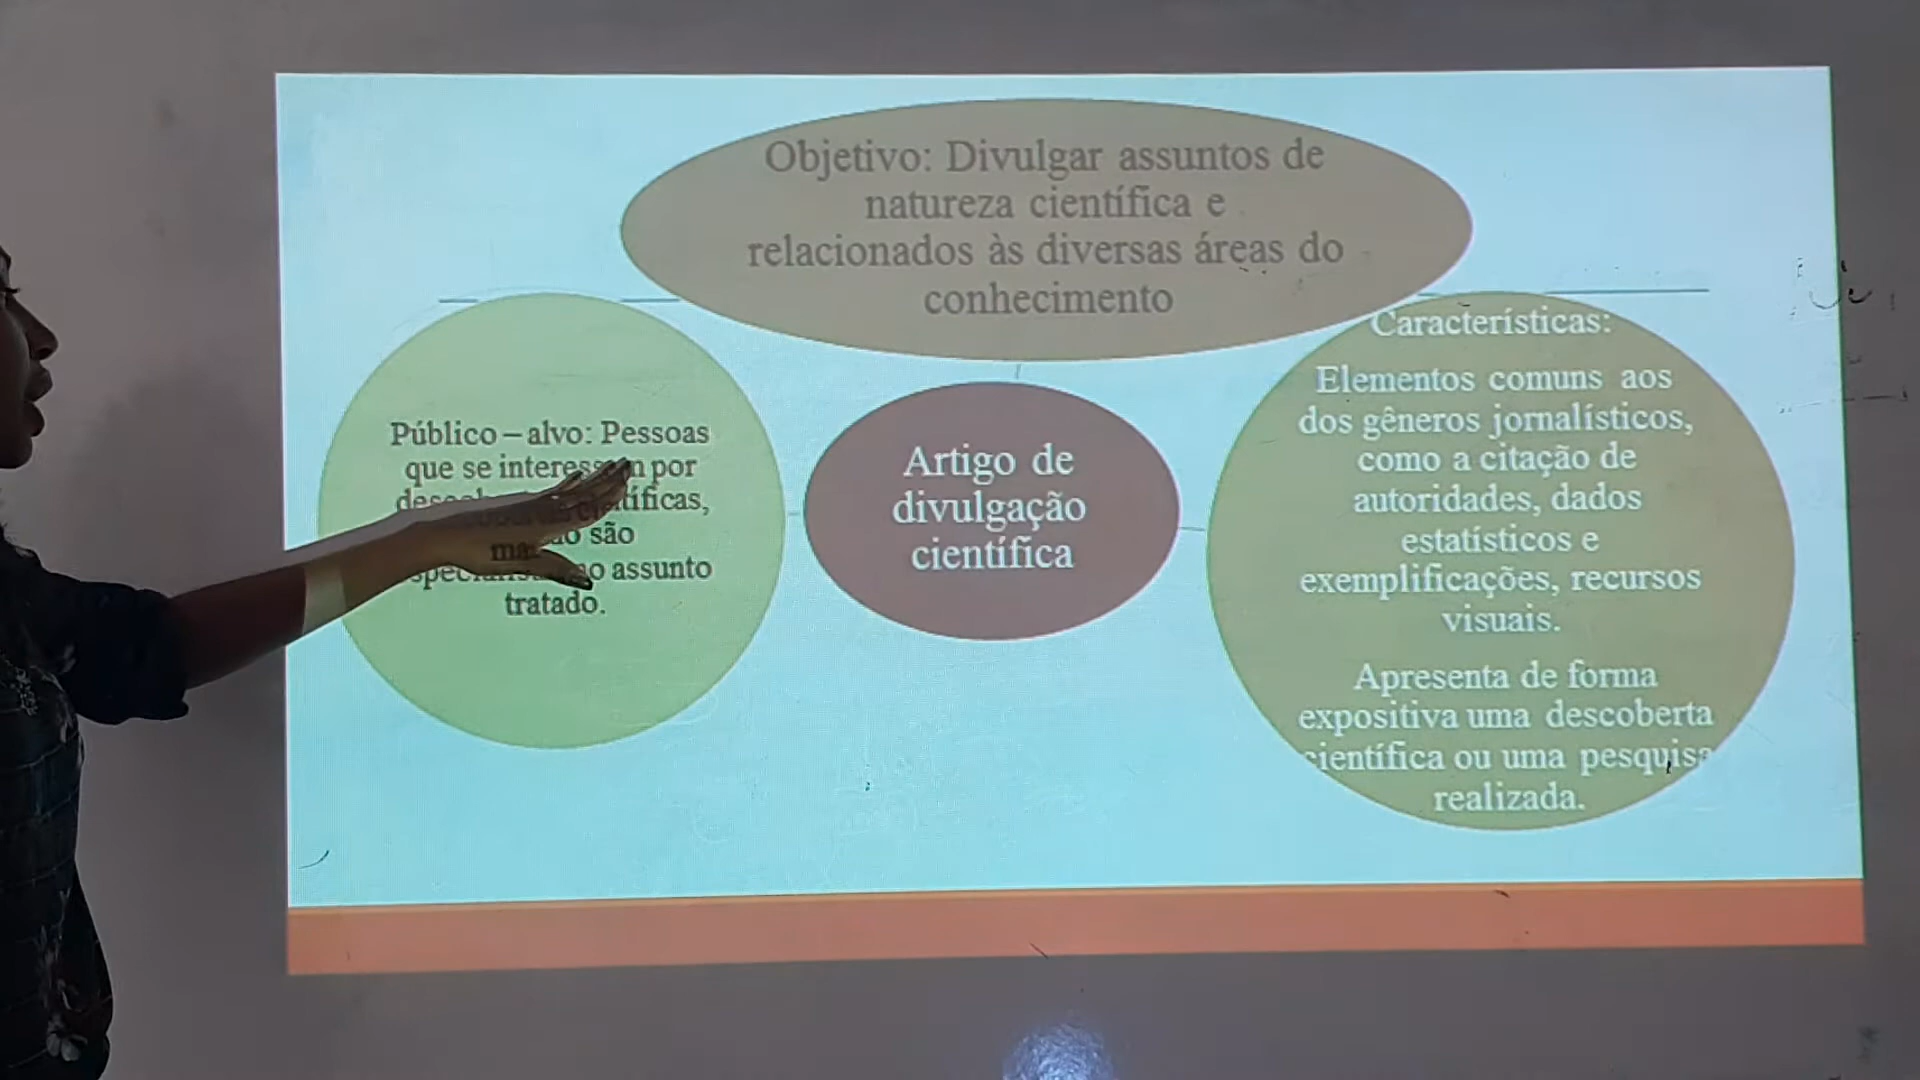 Objetivo: Divulgar assuntos de
natureza científica e
relacionados às diversas áreas do
conhecimento
Público – alvo: Pessoas
que se interessem por
são
assunto
tratado.
Artigo de
divulgação
científica
Características:
Elementos comuns aos
dos gêneros jornalísticos,
como a citação de
autoridades, dados
estatísticos e
exemplificações, recursos
visuais.
Apresenta de forma
expositiva uma descoberta
científica ou uma pesquisa
realizada.